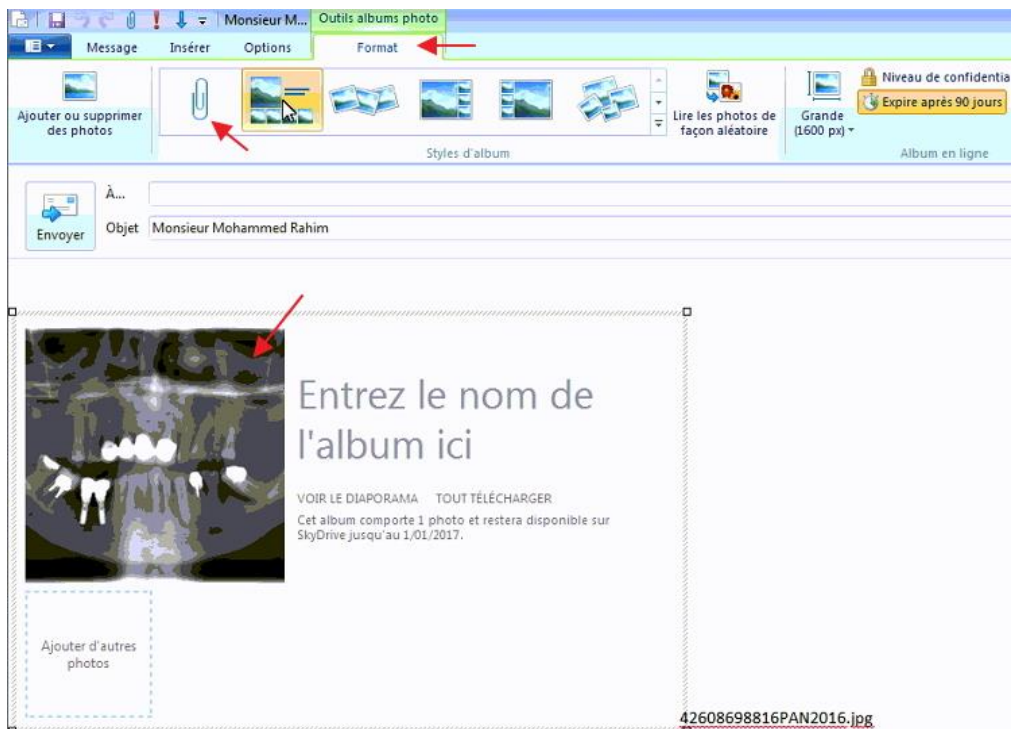 Monsieur M... Outils albums photo
Message Insérer Options Format
Ajouter ou supprimer
des photos
Lire les photos de
façon aléatoire
Grande
(1600 px)
Niveau de confidentia
Expire après 90 jours
Styles d'album
Album en ligne
Envoyer
À...
Objet Monsieur Mohammed Rahim
Entrez le nom de
l'album ici
VOIR LE DIAPORAMA TOUT TÉLÉCHARGER
Cet album comporte 1 photo et restera disponible sur
SkyDrive jusqu'au 1/01/2017.
Ajouter d'autres
photos
42608698816PAN2016.jpg